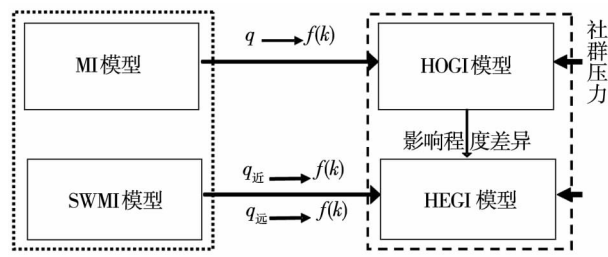 MI模型
q → f(k)
HOGI模型
社群压力
影响程度差异
SWMI模型
q近 → f(k)
q远 → f(k)
HEGI 模型